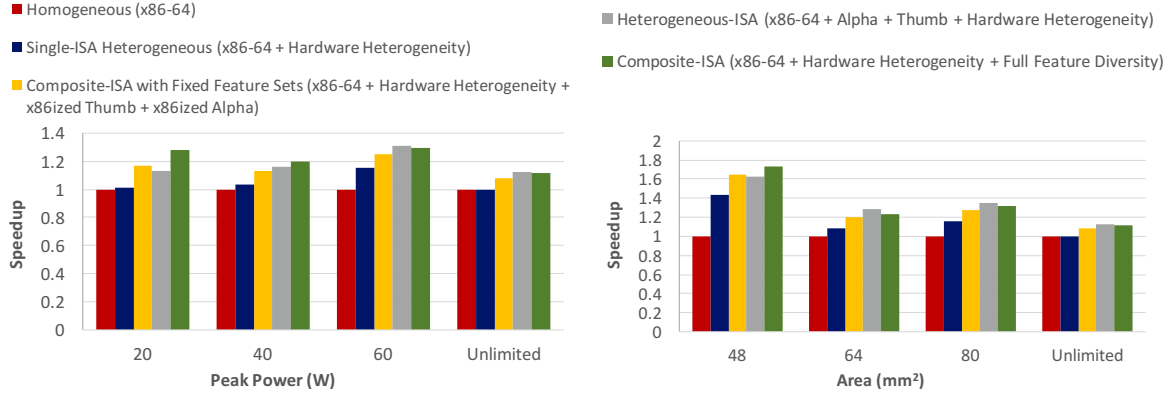 Homogeneous (x86-64)
Single-ISA Heterogeneous (x86-64 + Hardware Heterogeneity)
Composite-ISA with Fixed Feature Sets (x86-64 + Hardware Heterogeneity +
x86ized Thumb + x86ized Alpha)
Heterogeneous-ISA (x86-64 + Alpha + Thumb + Hardware Heterogeneity)
Composite-ISA (x86-64 + Hardware Heterogeneity + Full Feature Diversity)
Speedup
1.4
1.2
1
0.8
0.6
0.4
0.2
0
20 40 60 Unlimited
Peak Power (W)
Speedup
2
1.8
1.6
1.4
1.2
1
0.8
0.6
0.4
0.2
0
48 64 80 Unlimited
Area (mm²)